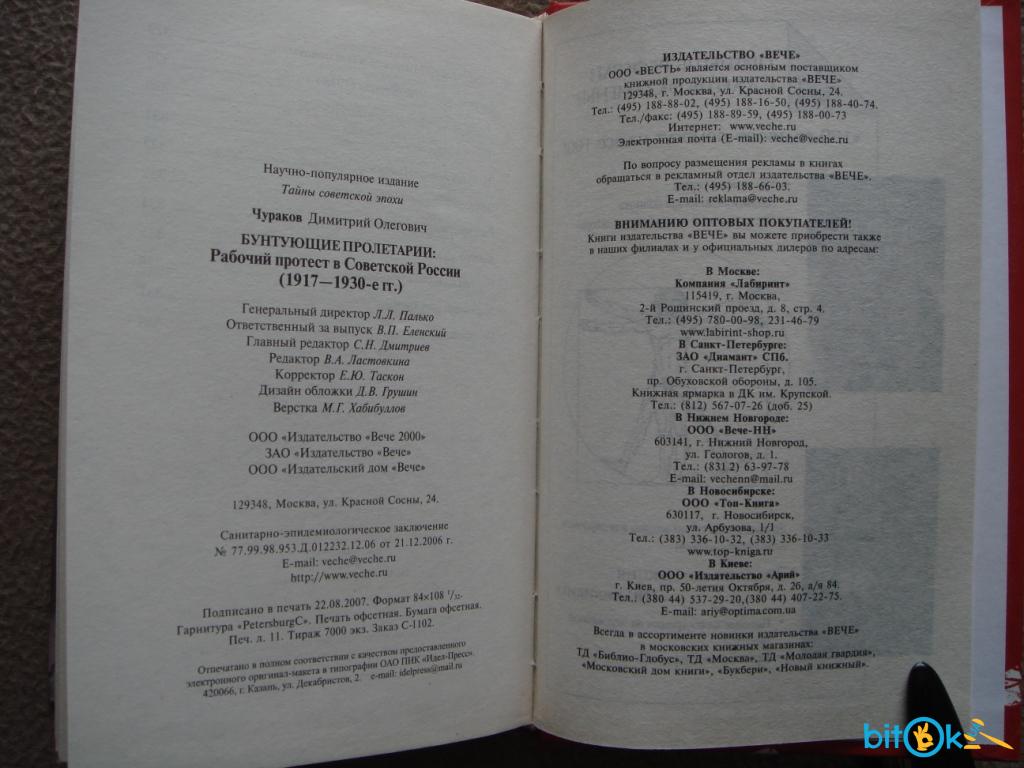 Научно-популярное издание
Тайны советской эпохи
Чураков Димитрий Олегович
БУНТУЮЩИЕ ПРОЛЕТАРИИ:
Рабочий протест в Советской России
(1917—1930-е гг.)
Генеральный директор Л.Л. Палько
Ответственный за выпуск В.П. Еленский
Главный редактор С.Н. Дмитриев
Редактор В.А. Ластовкина
Корректор Е.Ю. Таскон
Дизайн обложки Д.В. Грушин
Верстка М.Г. Хабибуллов
ООО «Издательство «Вече 2000»
ЗАО «Издательство «Вече»
ООО «Издательский дом «Вече»
129348, Москва, ул. Красной Сосны, 24.
Санитарно-эпидемиологическое заключение
№ 77.99.98.953.Д.012232.12.06 от 21.12.2006 г.
E-mail: veche@veche.ru
http://www.veche.ru
Подписано в печать 22.08.2007. Формат 84×108 1/32.
Гарнитура «PetersburgC». Печать офсетная. Бумага офсетная.
Печ. л. 11. Тираж 7000 экз. Заказ С-1102.
Отпечатано в полном соответствии с качеством предоставленного
электронного оригинал-макета в типографии ОАО ПИК «Идел-Пресс».
420066, г. Казань, ул. Декабристов, 2. e-mail: idelpress@mail.ru
ИЗДАТЕЛЬСТВО «ВЕЧЕ»
ООО «ВЕСТЬ» является основным поставщиком
книжной продукции издательства «ВЕЧЕ»
129348, г. Москва, ул. Красной Сосны, 24.
Тел.: (495) 188-88-02, (495) 188-16-50, (495) 188-40-74.
Тел./факс: (495) 188-89-59, (495) 188-00-73
Интернет: www.veche.ru
Электронная почта (E-mail): veche@veche.ru
По вопросу размещения рекламы в книгах
обращаться в рекламный отдел издательства «ВЕЧЕ».
Тел.: (495) 188-66-03.
E-mail: reklama@veche.ru
ВНИМАНИЮ ОПТОВЫХ ПОКУПАТЕЛЕЙ!
Книги издательства «ВЕЧЕ» вы можете приобрести также
в наших филиалах и у официальных дилеров по адресам:
В Москве:
Компания «Лабиринт»
115419, г. Москва,
2-й Рощинский проезд, д. 8, стр. 4.
Тел.: (495) 780-00-98, 231-46-79
www.labirint-shop.ru
В Санкт-Петербурге:
ЗАО «Диамант» СПб.
г. Санкт-Петербург,
пр. Обуховской обороны, д. 105.
Книжная ярмарка в ДК им. Крупской.
Тел.: (812) 567-07-26 (доб. 25)
В Нижнем Новгороде:
ООО «Вече-НН»
603141, г. Нижний Новгород,
ул. Геологов, д. 1.
Тел.: (831 2) 63-97-78
E-mail: vechenn@mail.ru
В Новосибирске:
ООО «Топ-Книга»
630117, г. Новосибирск,
ул. Арбузова, 1/1
Тел.: (383) 336-10-32, (383) 336-10-33
www.top-kniga.ru
В Киеве:
ООО «Издательство «Арий»
г. Киев, пр. 50-летия Октября, д. 26, а/я 84.
Тел.: (380 44) 537-29-20,(380 44) 407-22-75.
E-mail: ariy@optima.com.ua
Всегда в ассортименте новинки издательства «ВЕЧЕ»
в московских книжных магазинах:
ТД «Библио-Глобус», ТД «Москва», ТД «Молодая гвардия»,
«Московский дом книги», «Букбери», «Новый книжный».
bitOk